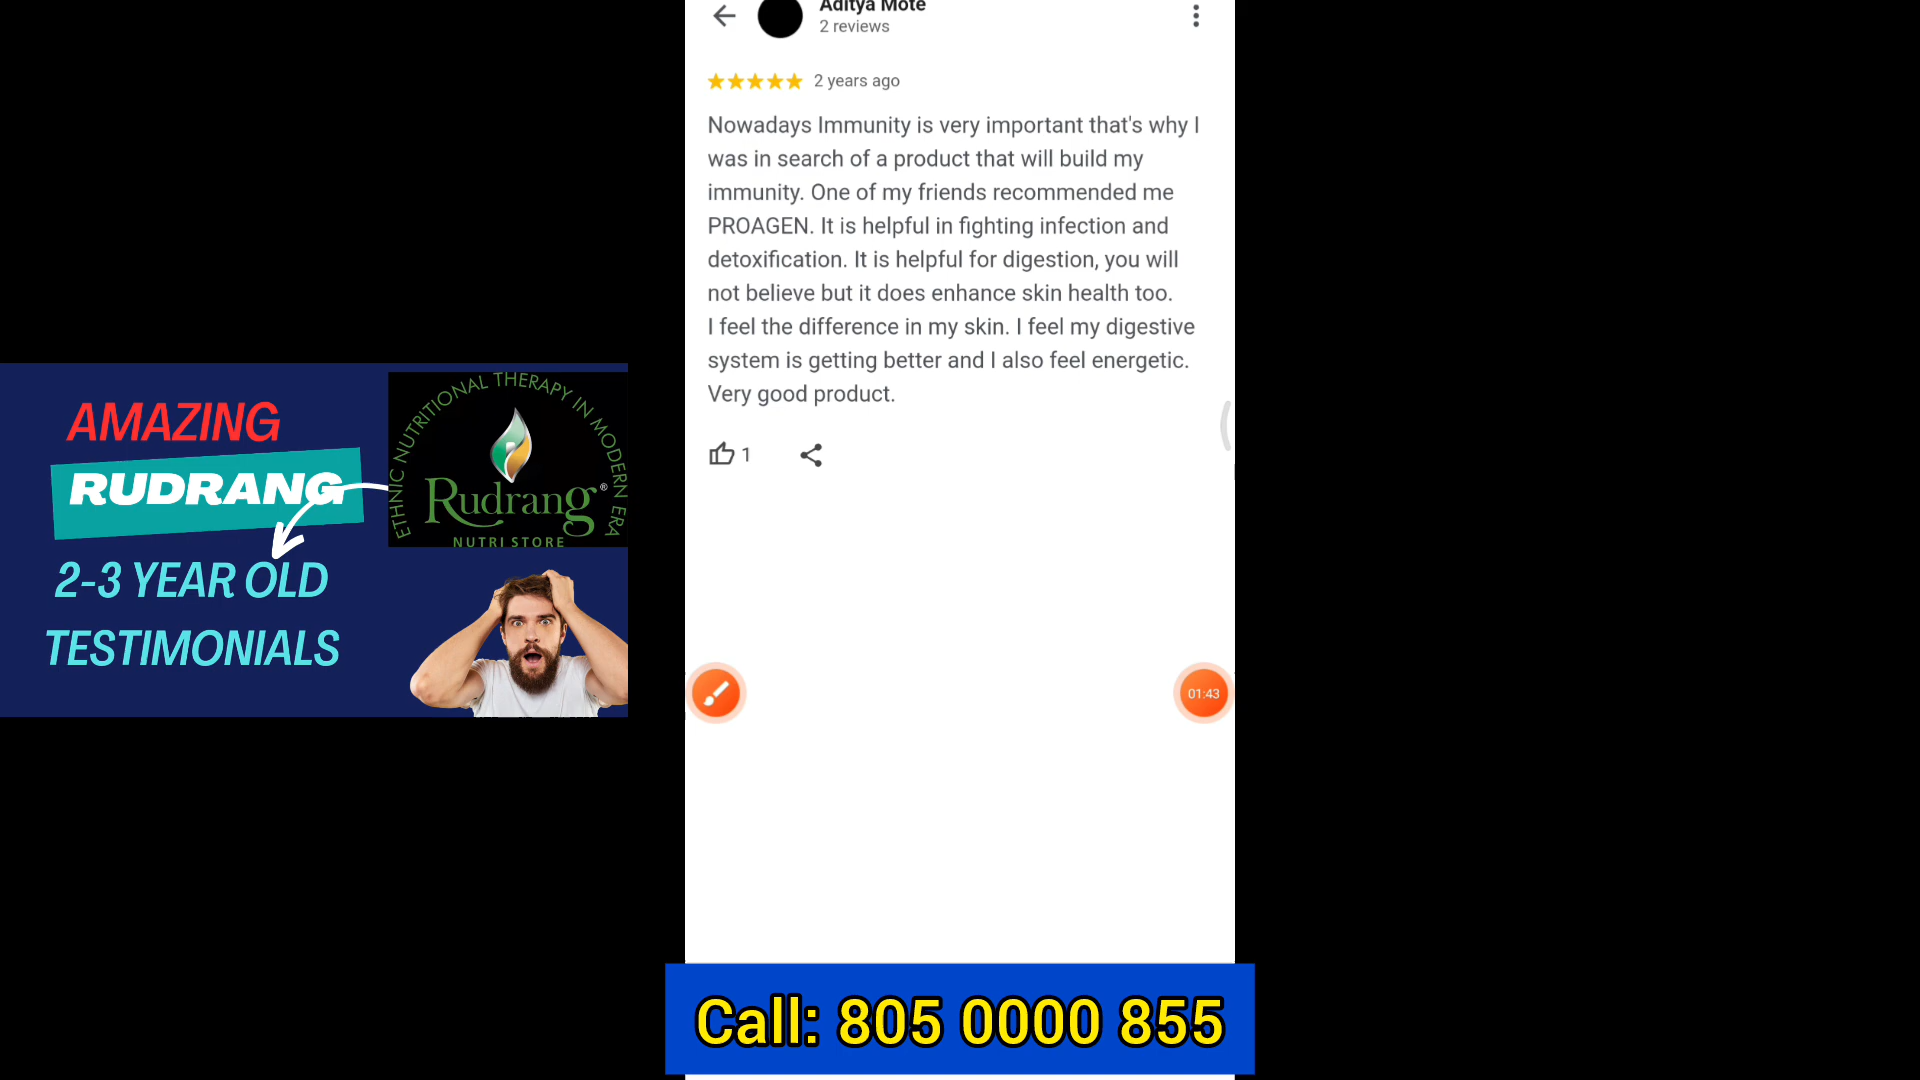 Aditya Mote
2 reviews
2 years ago
Nowadays Immunity is very important that's why I
was in search of a product that will build my
immunity. One of my friends recommended me
PROAGEN. It is helpful in fighting infection and
detoxification. It is helpful for digestion, you will
not believe but it does enhance skin health too.
I feel the difference in my skin. I feel my digestive
system is getting better and I also feel energetic.
Very good product.
1
AMAZING
RUDRANG
2-3 YEAR OLD
TESTIMONIALS
ETHNIC NUTRITIONAL THERAPY IN MODERN ERA
Rudrang®
NUTRI STORE
01:43
Call: 805 0000 855